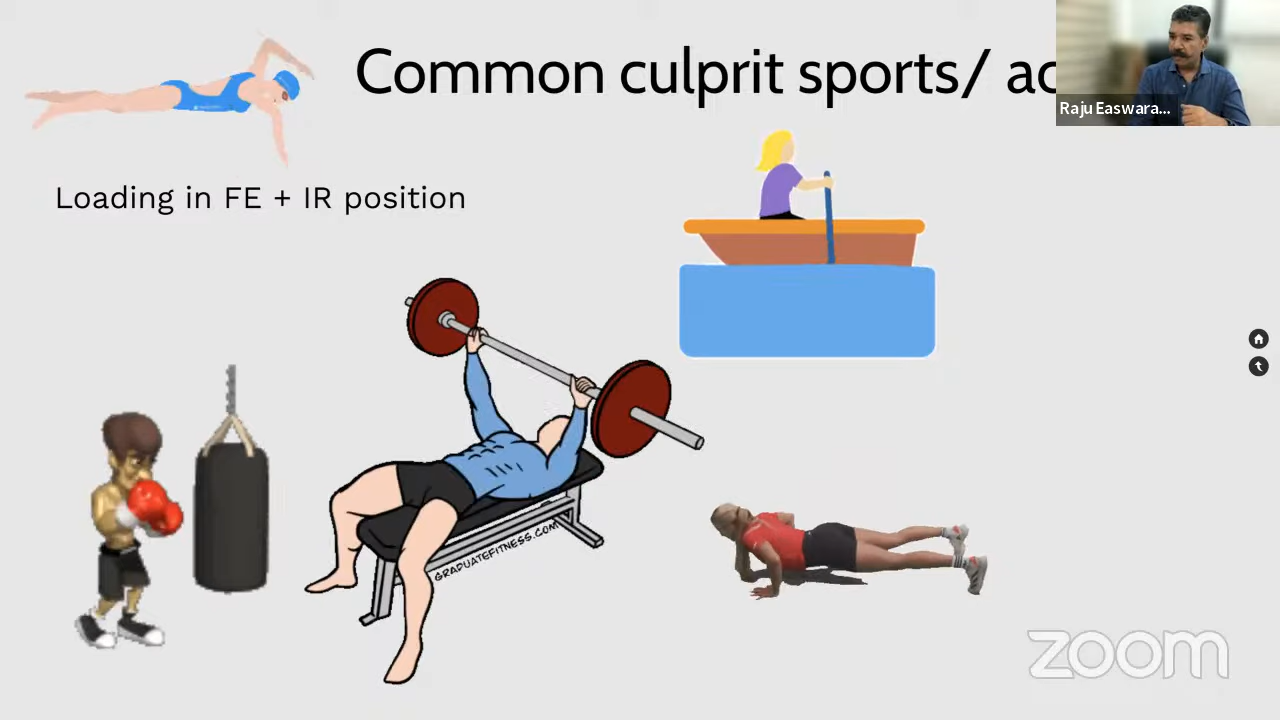 Common culprit sports/ ac
Raju Easwara...
Loading in FE + IR position
GRADUATEFITNESS.COM
zoom